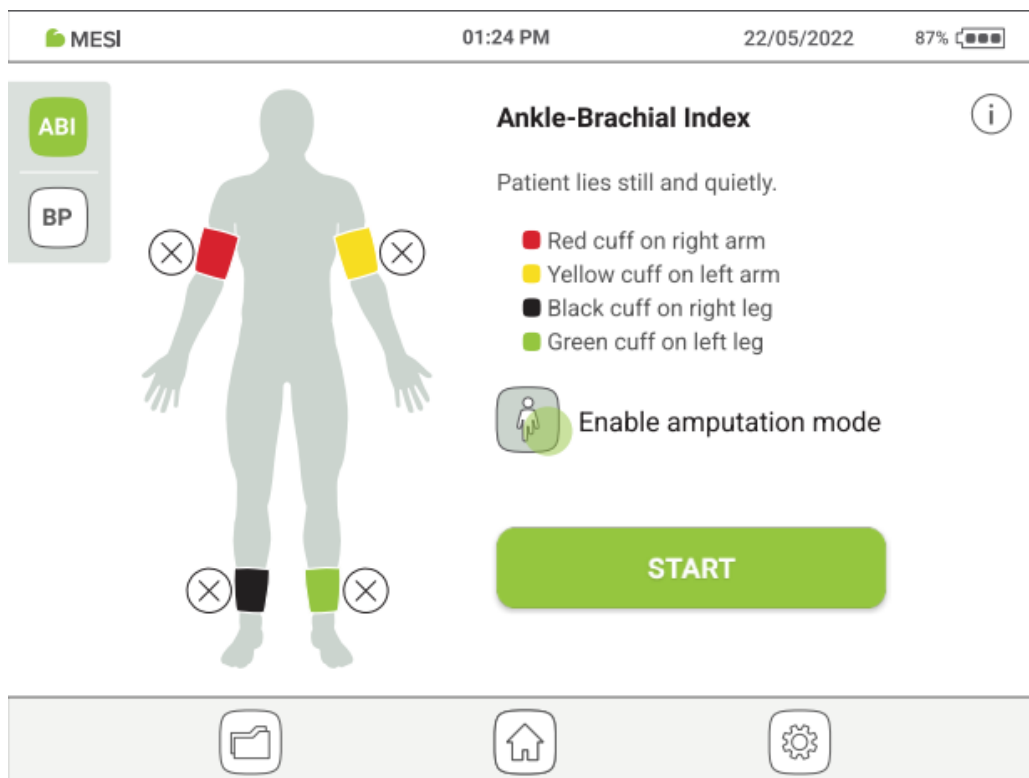 MESI
01:24 PM
22/05/2022
87%
ABI
BP
Ankle-Brachial Index
i
Patient lies still and quietly.
Red cuff on right arm
Yellow cuff on left arm
Black cuff on right leg
Green cuff on left leg
Enable amputation mode
START